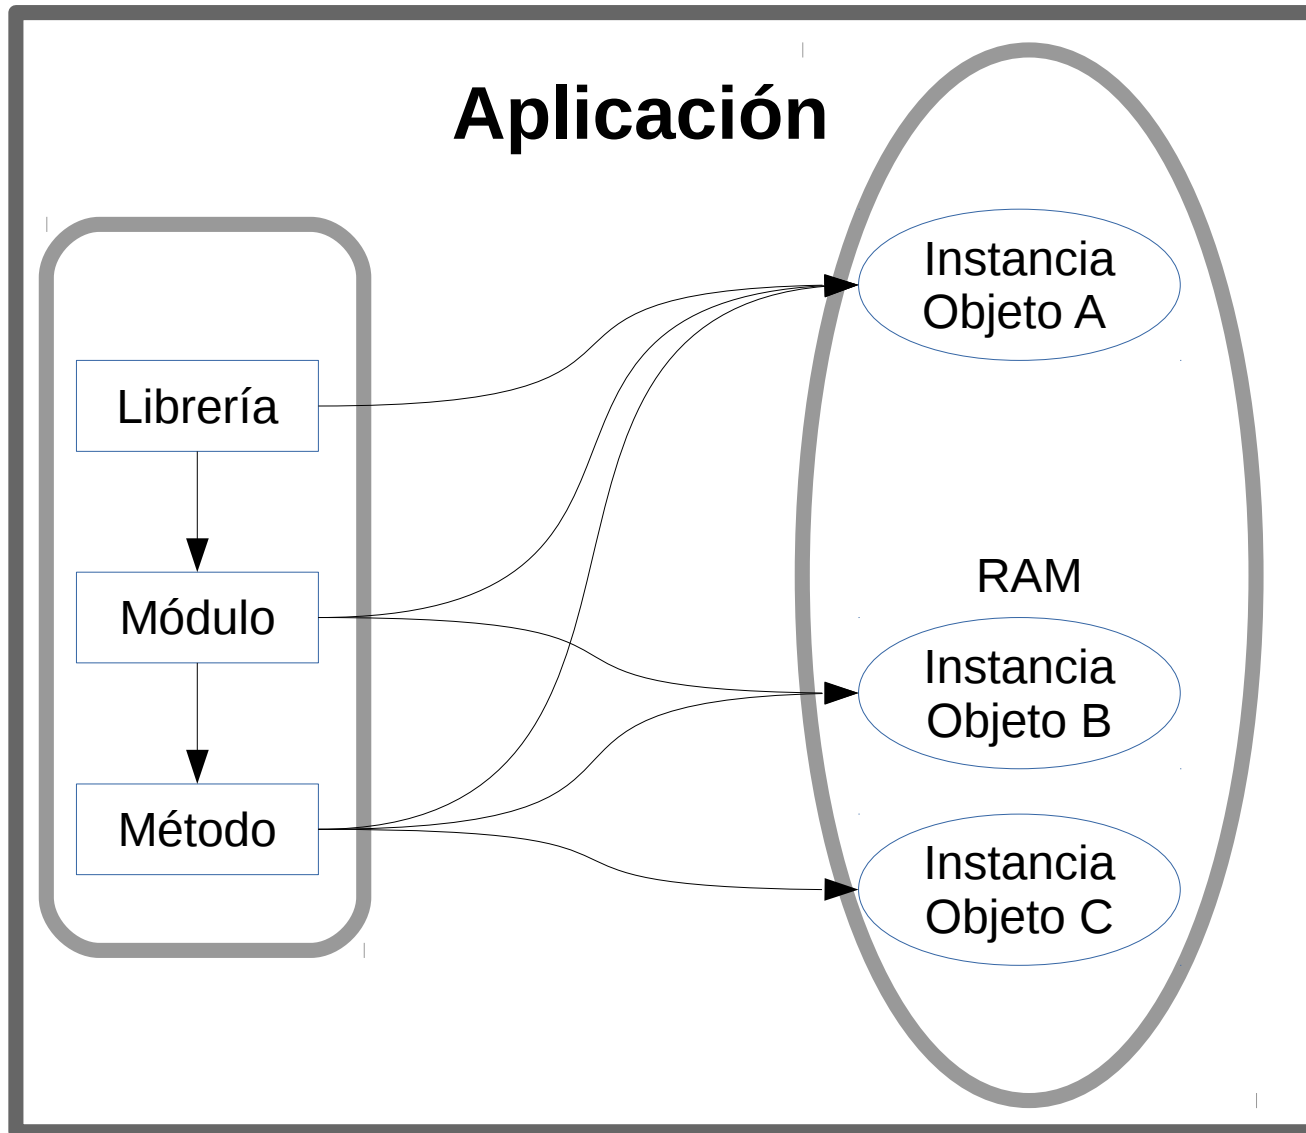 Aplicación
Librería
Módulo
Método
Instancia
Objeto A
RAM
Instancia
Objeto B
Instancia
Objeto C